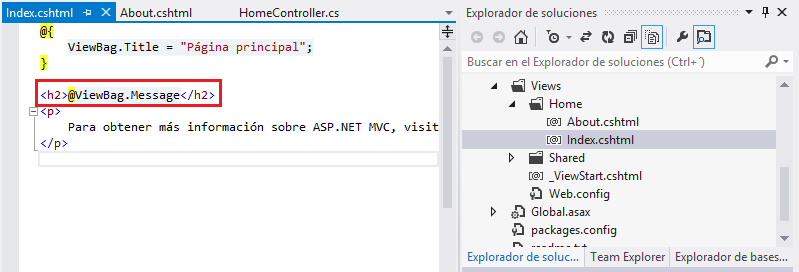 Index.cshtml
About.cshtml
HomeController.cs
@{
ViewBag.Title = "Página principal";
}
<h2>@ViewBag.Message</h2>
<p>
Para obtener más información sobre ASP.NET MVC, visit
</p>
Explorador de soluciones
Buscar en el Explorador de soluciones (Ctrl+´)
Views
Home
About.cshtml
Index.cshtml
Shared
_ViewStart.cshtml
Web.config
Global.asax
packages.config
Explorador de soluc...
Team Explorer
Explorador de bases...